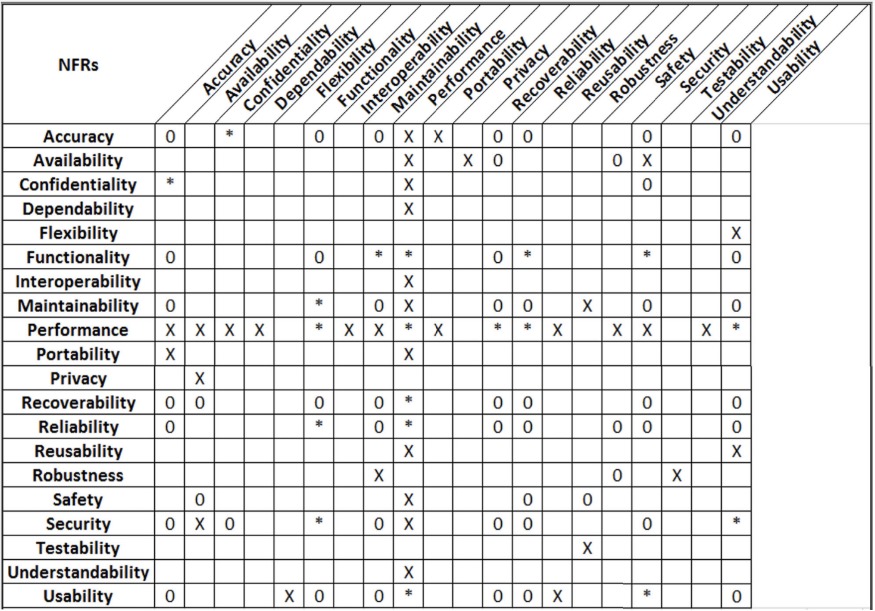 NFRs
Accuracy
Availability
Confidentiality
Dependability
Flexibility
Functionality
Interoperability
Maintainability
Performance
Portability
Privacy
Recoverability
Reliability
Reusability
Robustness
Safety
Security
Testability
Understandability
Usability
Accuracy 0 * 0 0 X X 0 0 0 0
Availability X X 0 0 X
Confidentiality * X 0
Dependability X
Flexibility X
Functionality 0 0 * * 0 * * 0
Interoperability X
Maintainability 0 * 0 X 0 0 X 0 0
Performance X X X X * X X * X * * X X X X *
Portability X X
Privacy X
Recoverability 0 0 0 0 * 0 0 0 0
Reliability 0 * 0 * 0 0 0 0 0
Reusability X X
Robustness X 0 X
Safety 0 X 0 0
Security 0 X 0 * 0 X 0 0 0 *
Testability X
Understandability X
Usability 0 X 0 0 * 0 0 X * 0